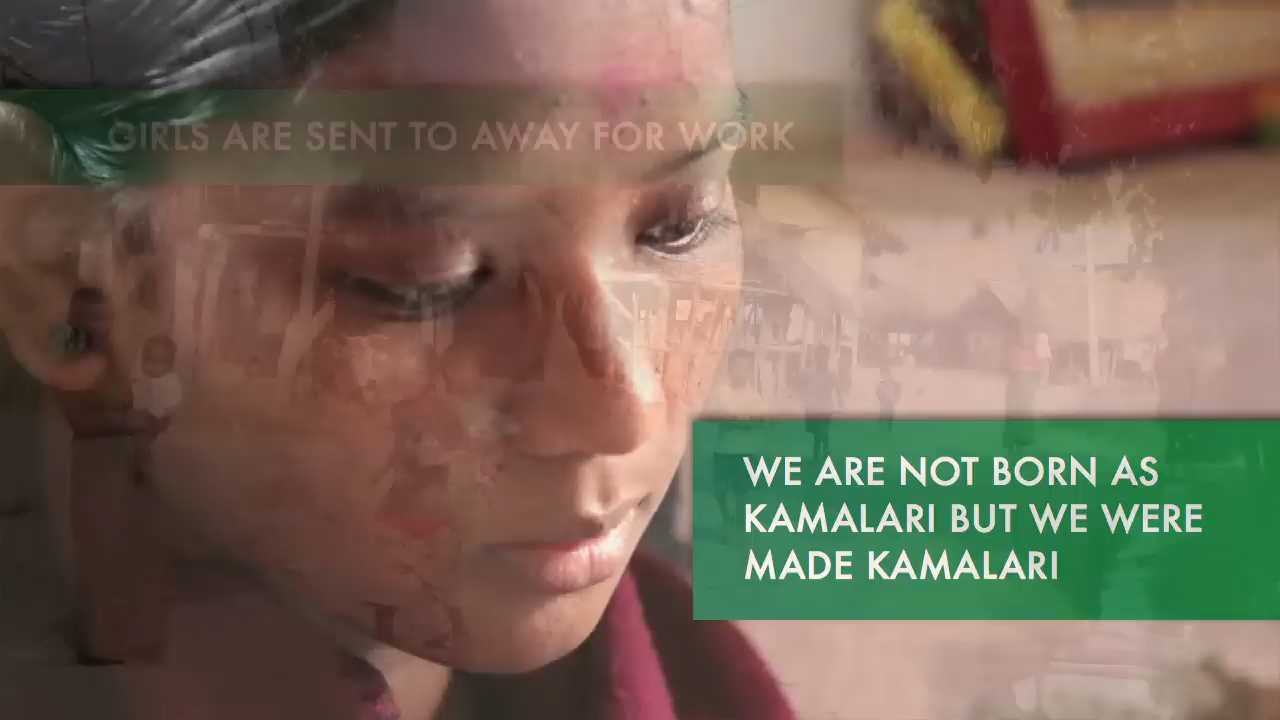 GIRLS ARE SENT TO AWAY FOR WORK
WE ARE NOT BORN AS
KAMALARI BUT WE WERE
MADE KAMALARI